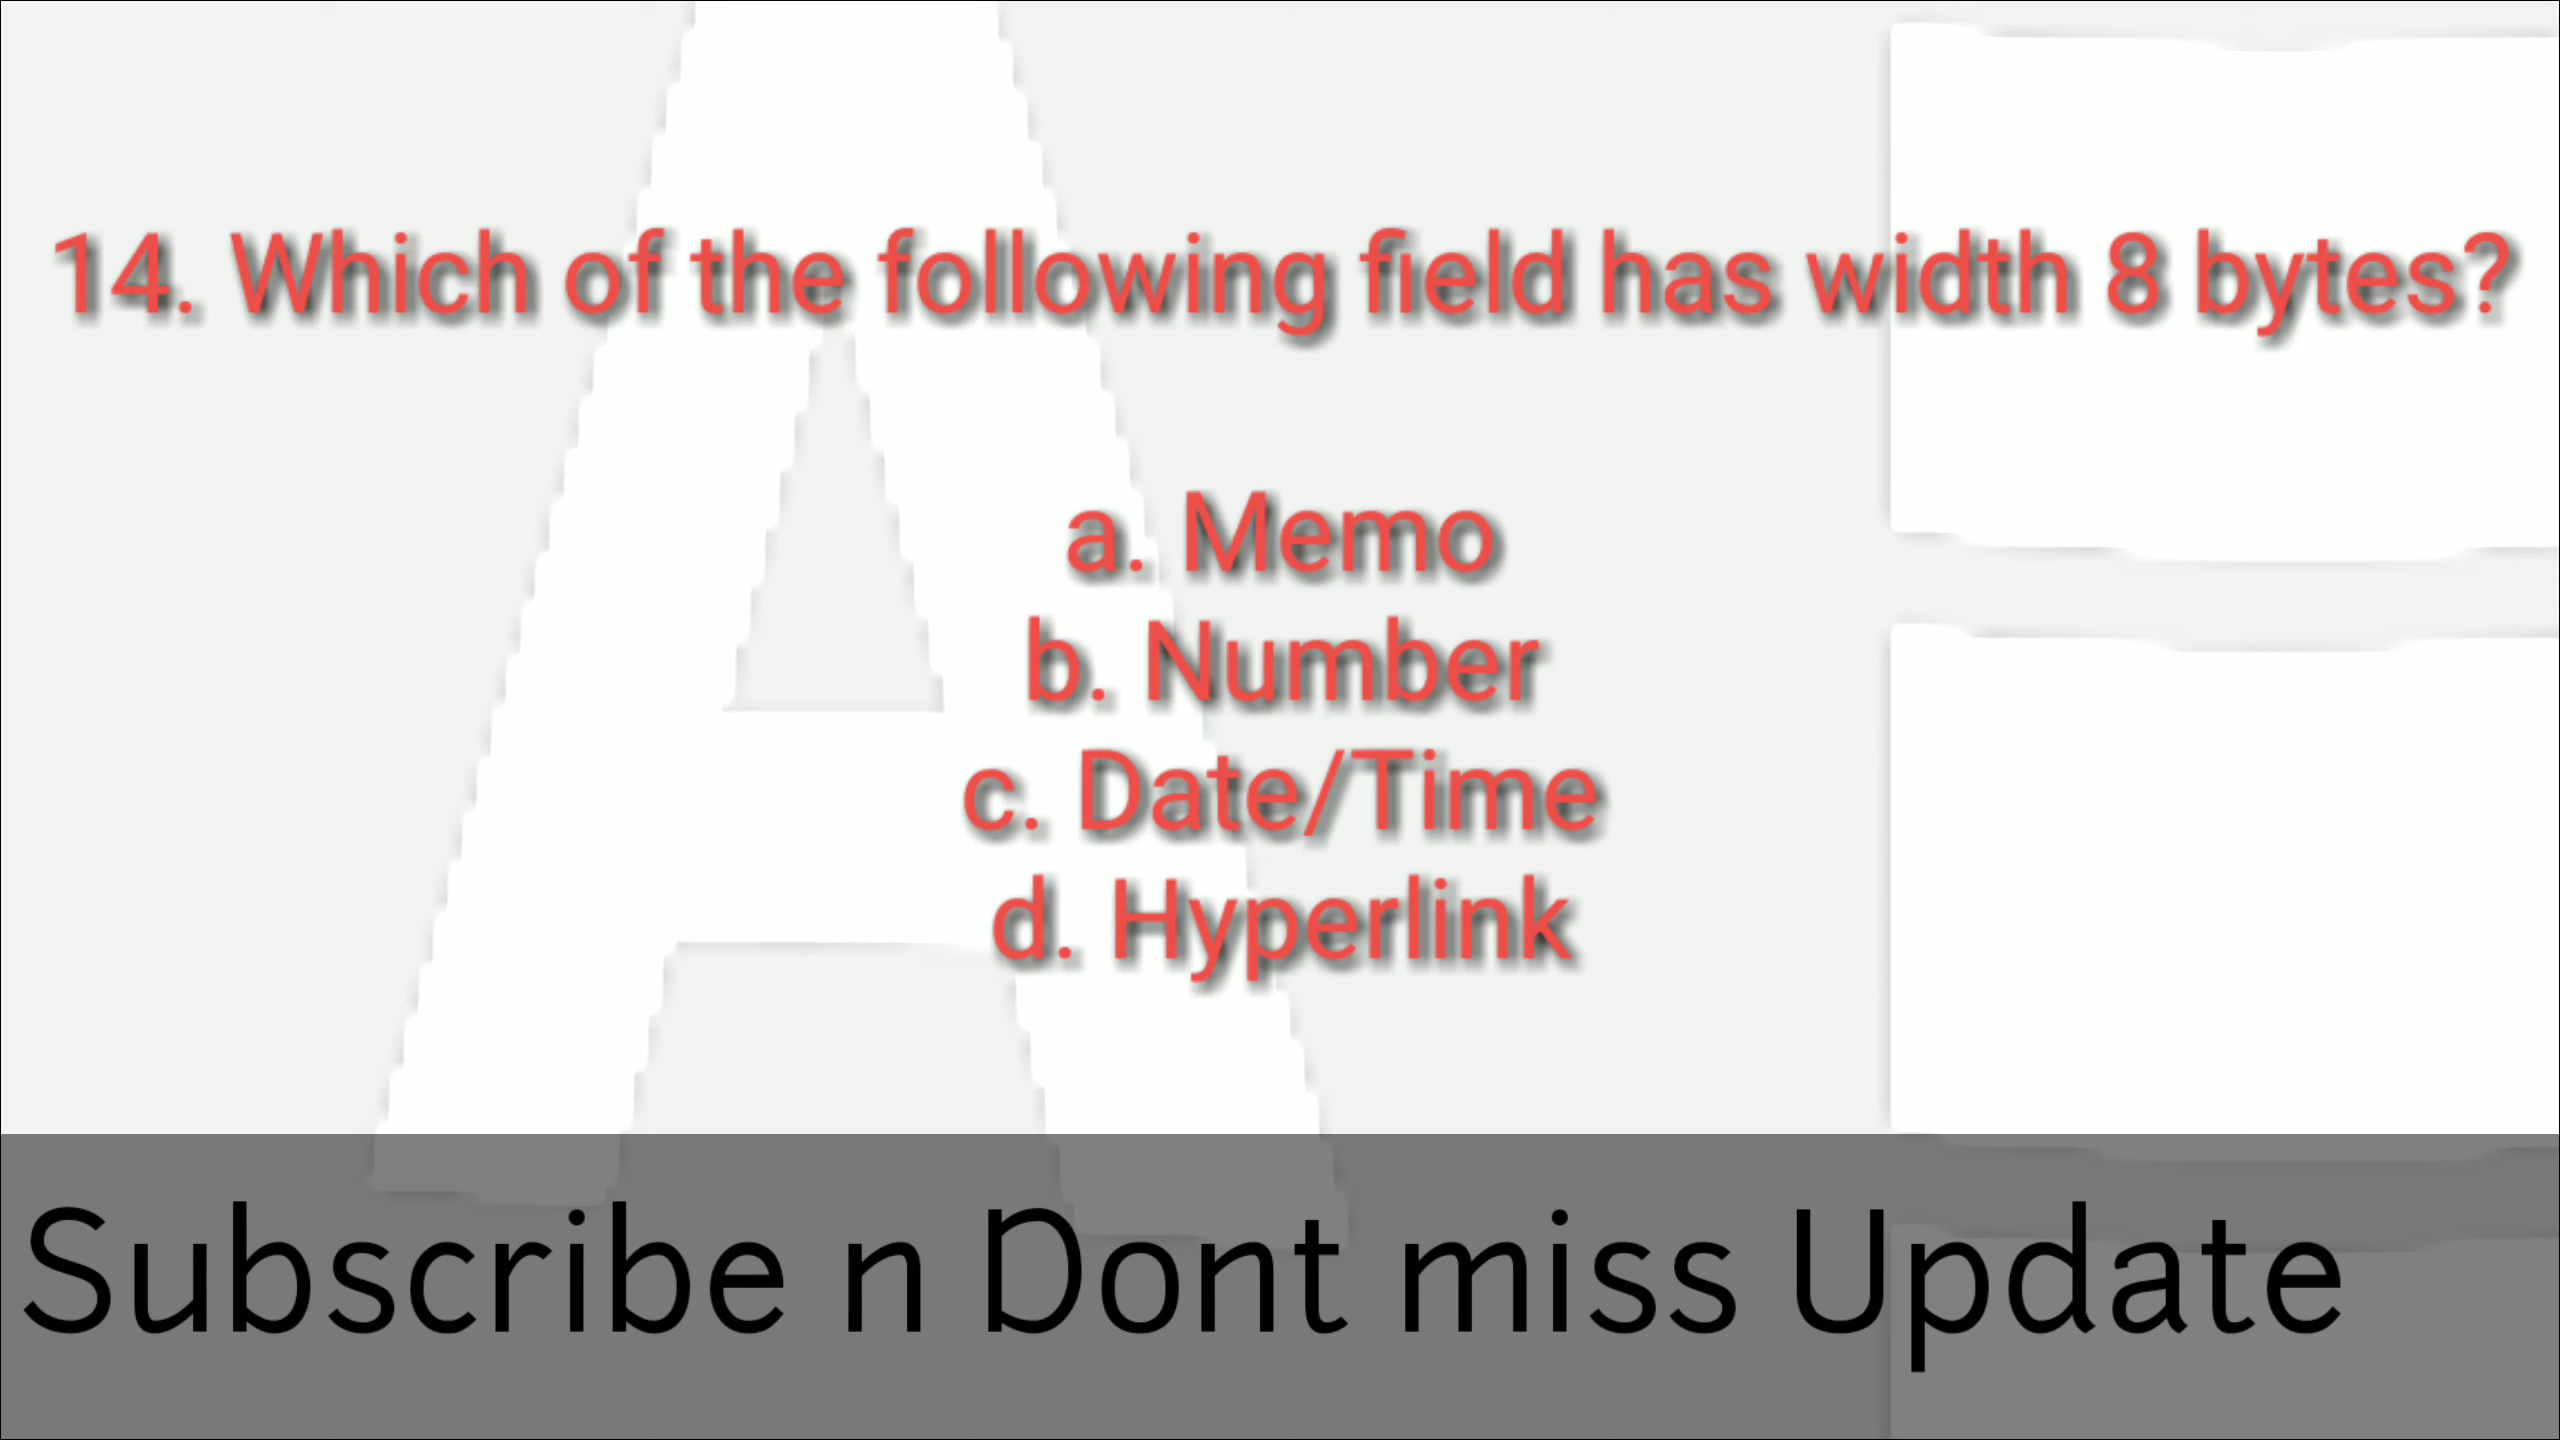 14. Which of the following field has width 8 bytes?
a. Memo
b. Number
c. Date/Time
d. Hyperlink
Subscribe n Dont miss Update